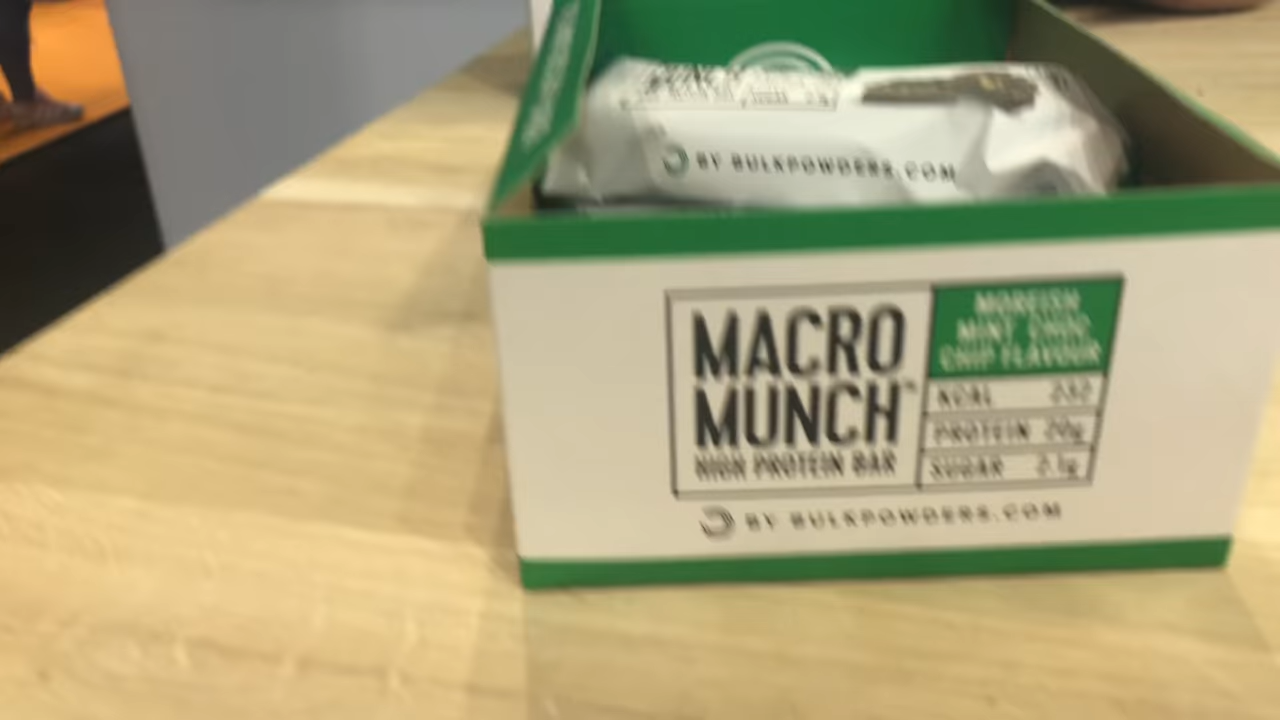 BY BULKPOWDERS.COM
MACRO
MUNCH™
HIGH PROTEIN BAR
MOREISH
MINT CHOC
CHIP FLAVOUR
KCAL
PROTEIN 20g
SUGAR
BY BULKPOWDERS.COM